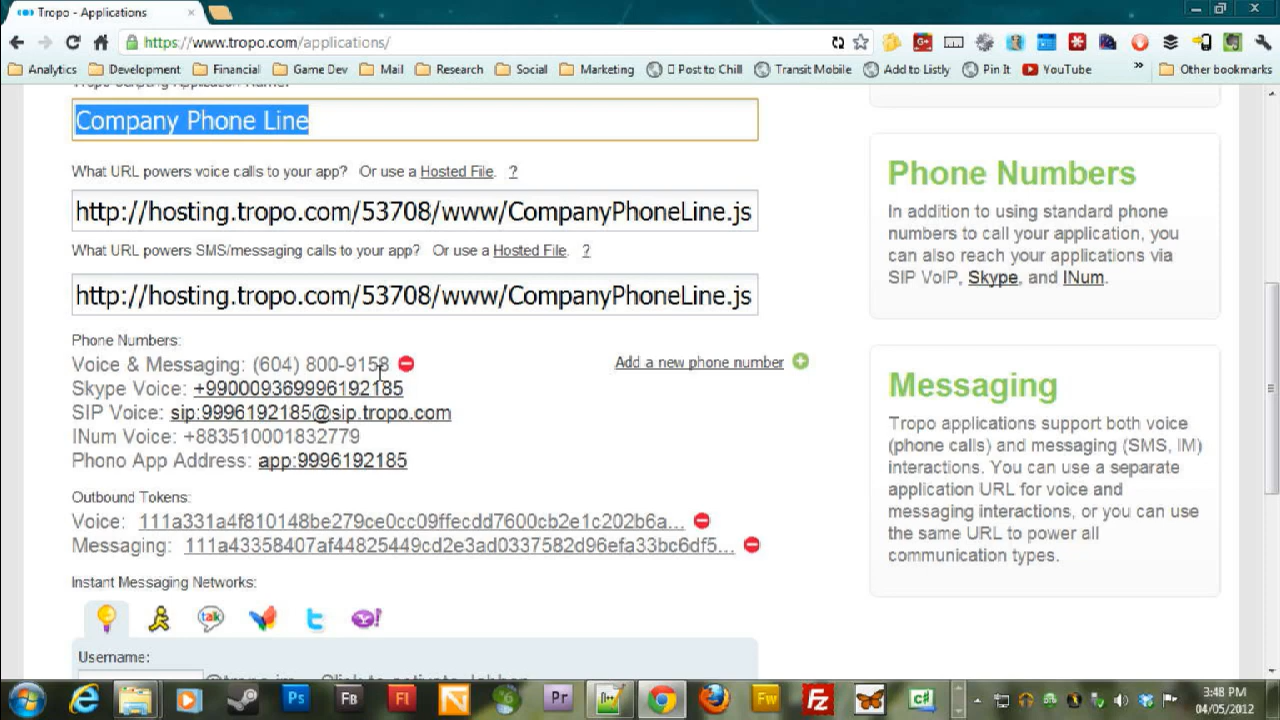 Tropo - Applications
https://www.tropo.com/applications/
Analytics Development Financial Game Dev Mail Research Social Marketing Post to Chill Transit Mobile Add to Listly Pin It YouTube » Other bookmarks
Company Phone Line
What URL powers voice calls to your app? Or use a Hosted File. ?
http://hosting.tropo.com/53708/www/CompanyPhoneLine.js
What URL powers SMS/messaging calls to your app? Or use a Hosted File. ?
http://hosting.tropo.com/53708/www/CompanyPhoneLine.js
Phone Numbers:
Voice & Messaging: (604) 800-9158
Add a new phone number
Skype Voice: +990009369996192185
SIP Voice: sip:9996192185@sip.tropo.com
INum Voice: +883510001832779
Phono App Address: app:9996192185
Outbound Tokens:
Voice: 111a331a4f810148be279ce0cc09ffecdd7600cb2e1c202b6a...
Messaging: 111a43358407af44825449cd2e3ad0337582d96efa33bc6df5...
Instant Messaging Networks:
talk
Username:
Phone Numbers
In addition to using standard phone
numbers to call your application, you
can also reach your applications via
SIP VoIP, Skype, and INum.
Messaging
Tropo applications support both voice
(phone calls) and messaging (SMS, IM)
interactions. You can use a separate
application URL for voice and
messaging interactions, or you can use
the same URL to power all
communication types.
Ps FB Fl N Pr Fw Fz C#
3:48 PM
04/05/2012